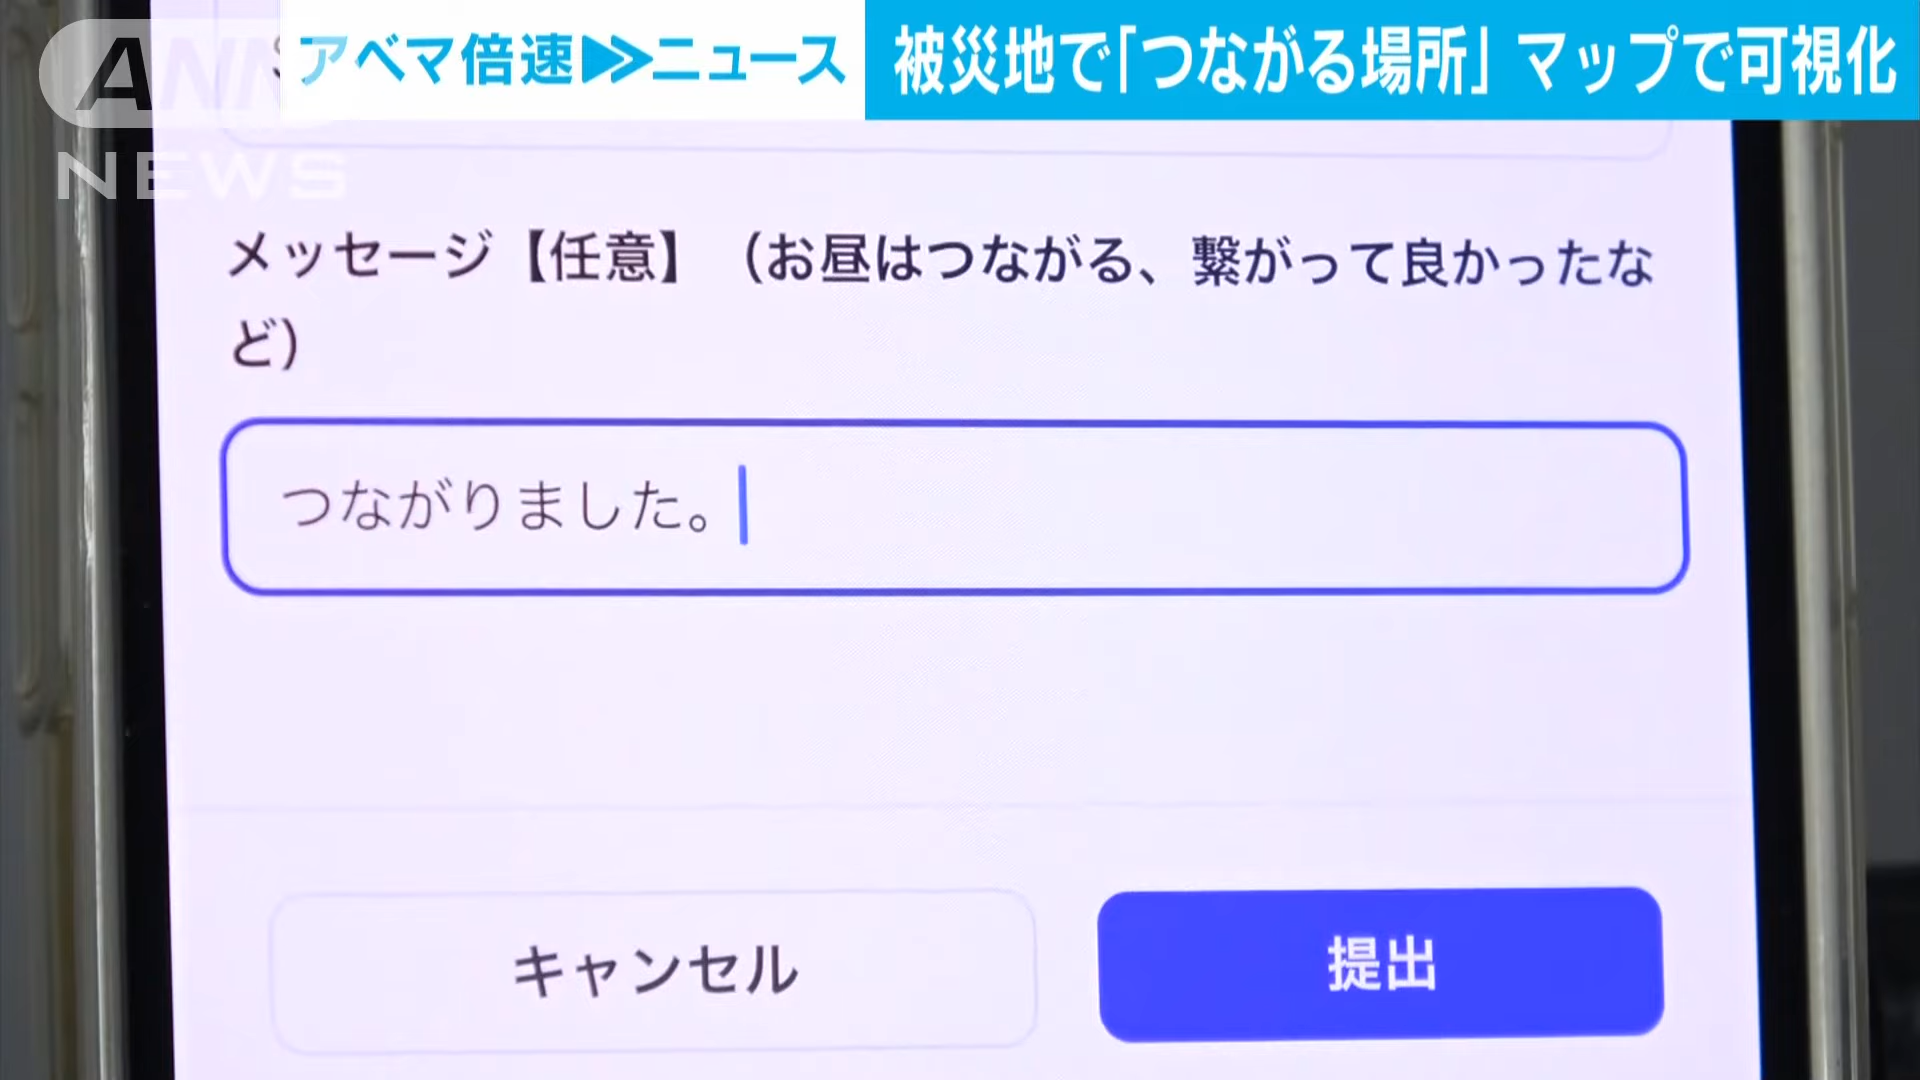 ANN
NEWS
アベマ倍速 ニュース
被災地で「つながる場所」 マップで可視化
メッセージ【任意】（お昼はつながる、繋がって良かったな
ど）
つながりました。
キャンセル
提出